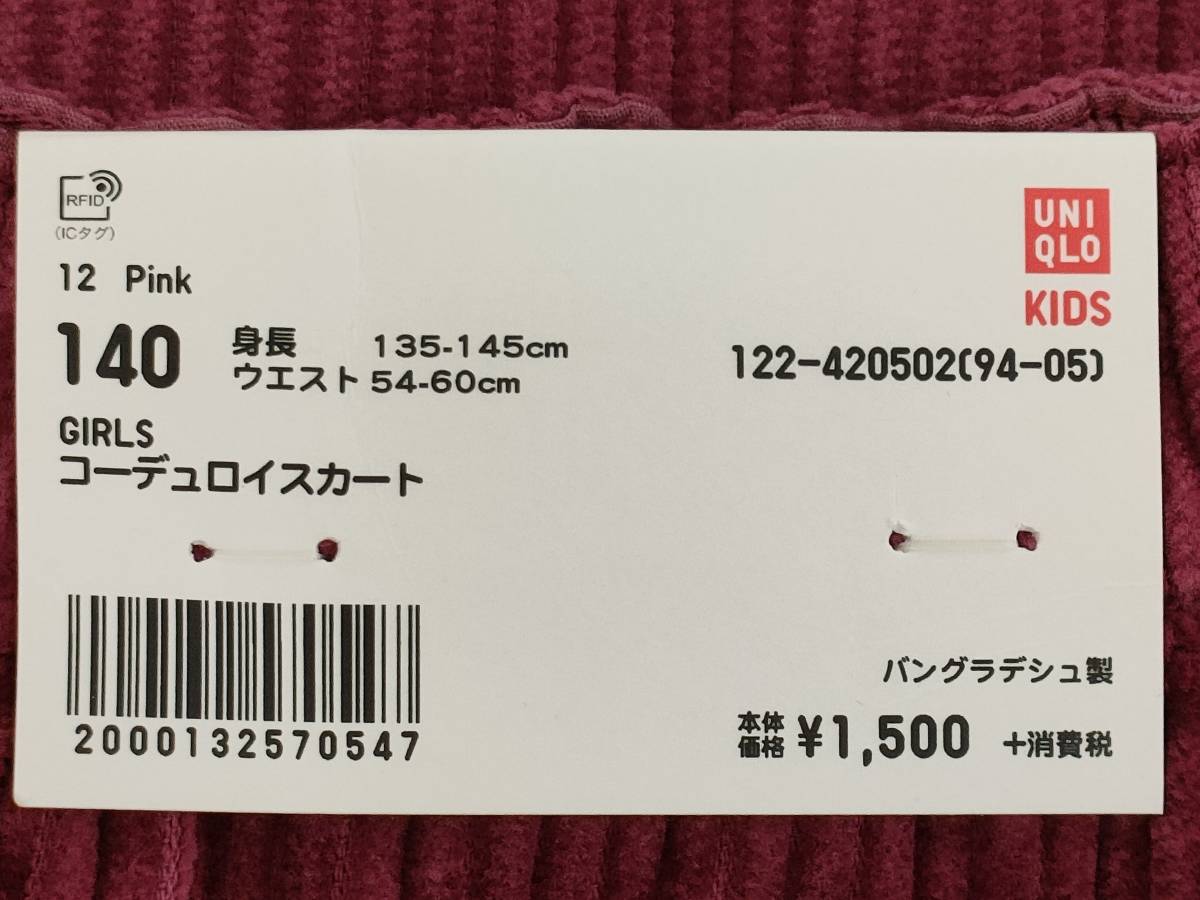 RFID
(ICタグ)
12 Pink
140
身長 135-145cm
ウエスト 54-60cm
GIRLS
コーデュロイスカート
UNI
QLO
KIDS
122-420502(94-05)
2000132570547
バングラデシュ製
本体
価格 ¥1,500 +消費税